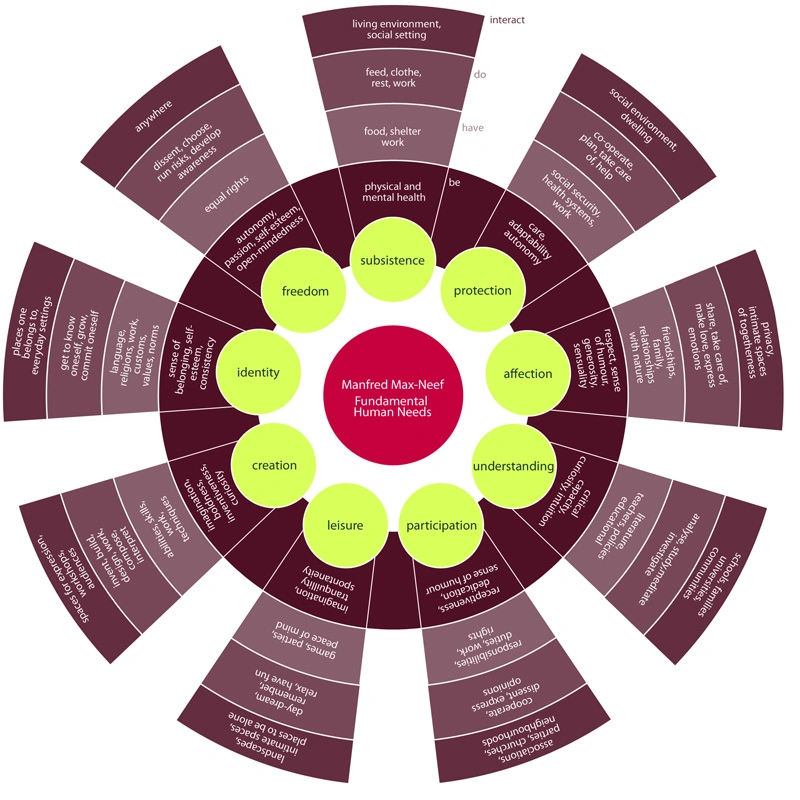 Manfred Max-Neef
Fundamental
Human Needs
interact
do
have
be
subsistence
physical and
mental health
food, shelter
work
feed, clothe,
rest, work
living environment,
social setting
protection
care,
adaptability
autonomy
social security,
health systems,
work
co-operate,
plan, take care
of, help
social environment,
dwelling
affection
respect, sense
of humour,
generosity,
sensuality
friendships,
family,
relationships
with nature
share, take care of,
make love, express
emotions
privacy,
intimate spaces
of togetherness
understanding
critical
capacity,
curiosity, intuition
literature,
teachers, policies
educational
analyse, study,meditate
investigate
schools, families
universities,
communities
participation
receptiveness,
dedication,
sense of humour
responsibilities,
duties, work,
rights
cooperate,
dissent, express
opinions
associations,
parties, churches,
neighbourhoods
leisure
imagination,
tranquillity
spontaneity
games, parties,
peace of mind
day-dream,
remember,
relax, have fun
landscapes,
intimate spaces,
places to be alone
creation
imagination,
boldness,
inventiveness,
curiosity
abilities, skills,
work,
techniques
invent, build,
design, work,
compose
interpret
spaces for expression,
workshops,
audiences
identity
sense of
belonging, self-
esteem,
consistency
language,
religions, work,
customs,
values, norms
get to know
oneself, grow,
commit oneself
places one
belongs to,
everyday settings
freedom
autonomy,
passion, self-esteem,
open-mindedness
equal rights
dissent, choose,
run risks, develop
awareness
anywhere